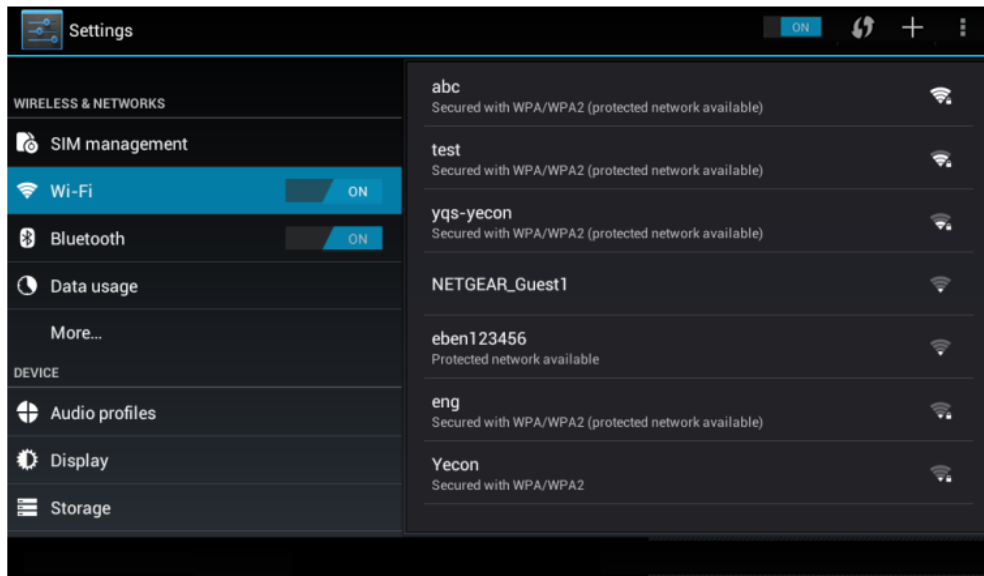 Settings
ON
WIRELESS & NETWORKS
SIM management
Wi-Fi ON
Bluetooth ON
Data usage
More...
DEVICE
Audio profiles
Display
Storage
abc
Secured with WPA/WPA2 (protected network available)
test
Secured with WPA/WPA2 (protected network available)
yqs-yecon
Secured with WPA/WPA2 (protected network available)
NETGEAR_Guest1
eben123456
Protected network available
eng
Secured with WPA/WPA2 (protected network available)
Yecon
Secured with WPA/WPA2